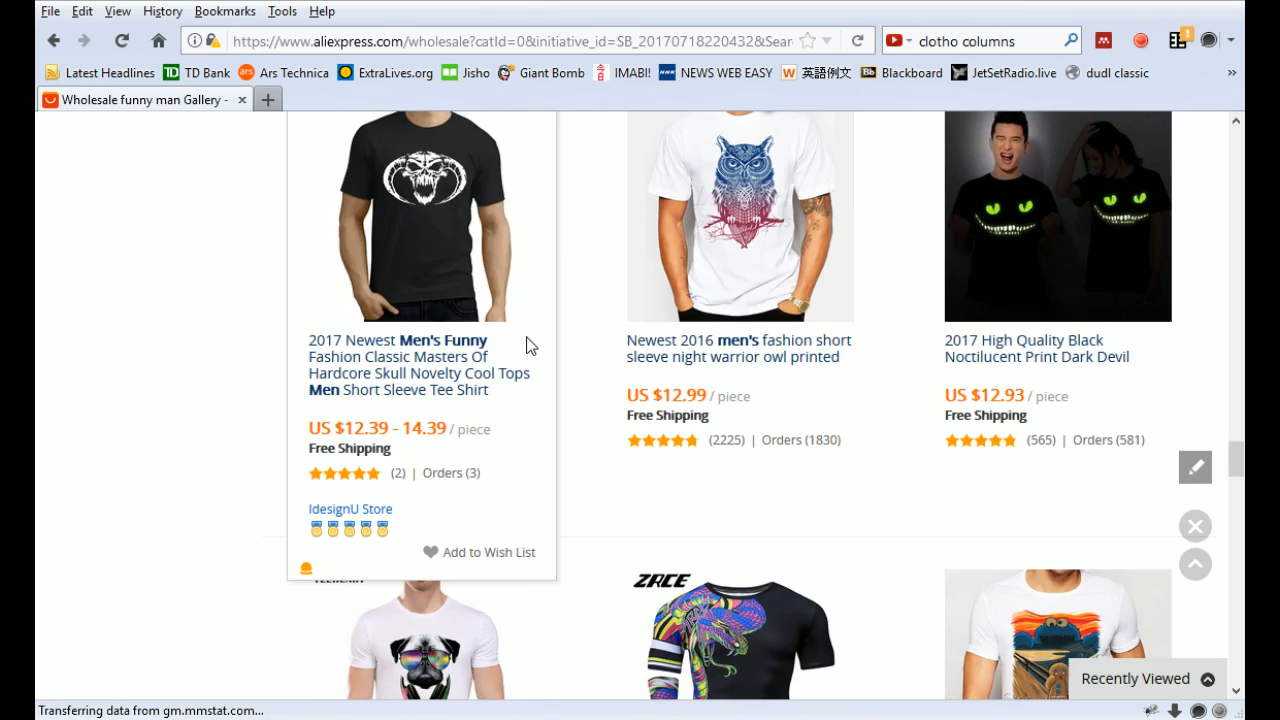 File Edit View History Bookmarks Tools Help
https://www.aliexpress.com/wholesale?catId=0&initiative_id=SB_20170718220432&Sear
clotho columns
1
Latest Headlines TD Bank ars Ars Technica ExtraLives.org Jisho Giant Bomb IMABI! NHK NEWS WEB EASY W 英語例文 Bb Blackboard JetSetRadio.live dudl classic »
Wholesale funny man Gallery - × +
2017 Newest Men's Funny
Fashion Classic Masters Of
Hardcore Skull Novelty Cool Tops
Men Short Sleeve Tee Shirt
US $12.39 - 14.39 / piece
Free Shipping
(2) | Orders (3)
IdesignU Store
Add to Wish List
Newest 2016 men's fashion short
sleeve night warrior owl printed
US $12.99 / piece
Free Shipping
(2225) | Orders (1830)
2017 High Quality Black
Noctilucent Print Dark Devil
US $12.93 / piece
Free Shipping
(565) | Orders (581)
ZRCE
Recently Viewed
Transferring data from gm.mmstat.com...